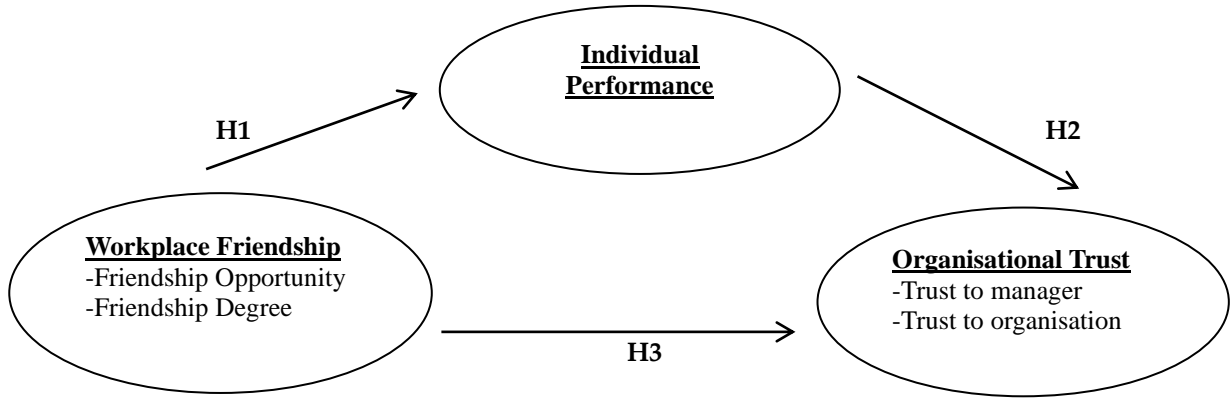 Individual
Performance
H1
H2
Workplace Friendship
-Friendship Opportunity
-Friendship Degree
Organisational Trust
-Trust to manager
-Trust to organisation
H3